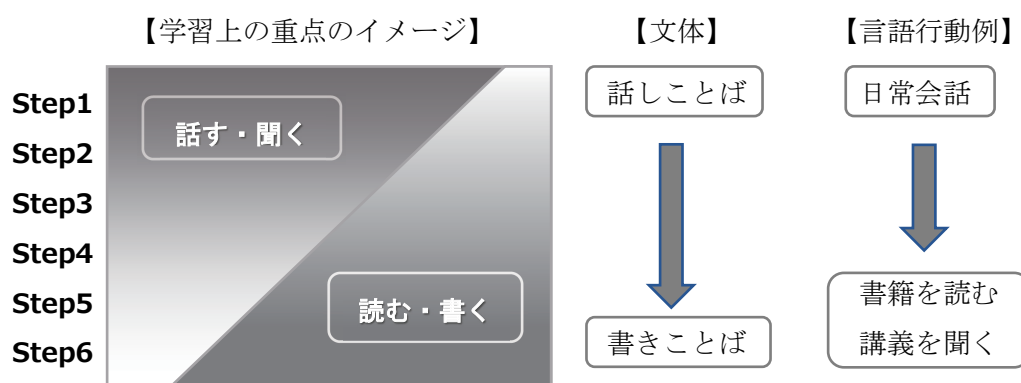 【学習上の重点のイメージ】 【文体】 【言語行動例】
Step1 話しことば 日常会話
話す・聞く
Step2
Step3
Step4
Step5 読む・書く 書籍を読む
Step6 書きことば 講義を聞く